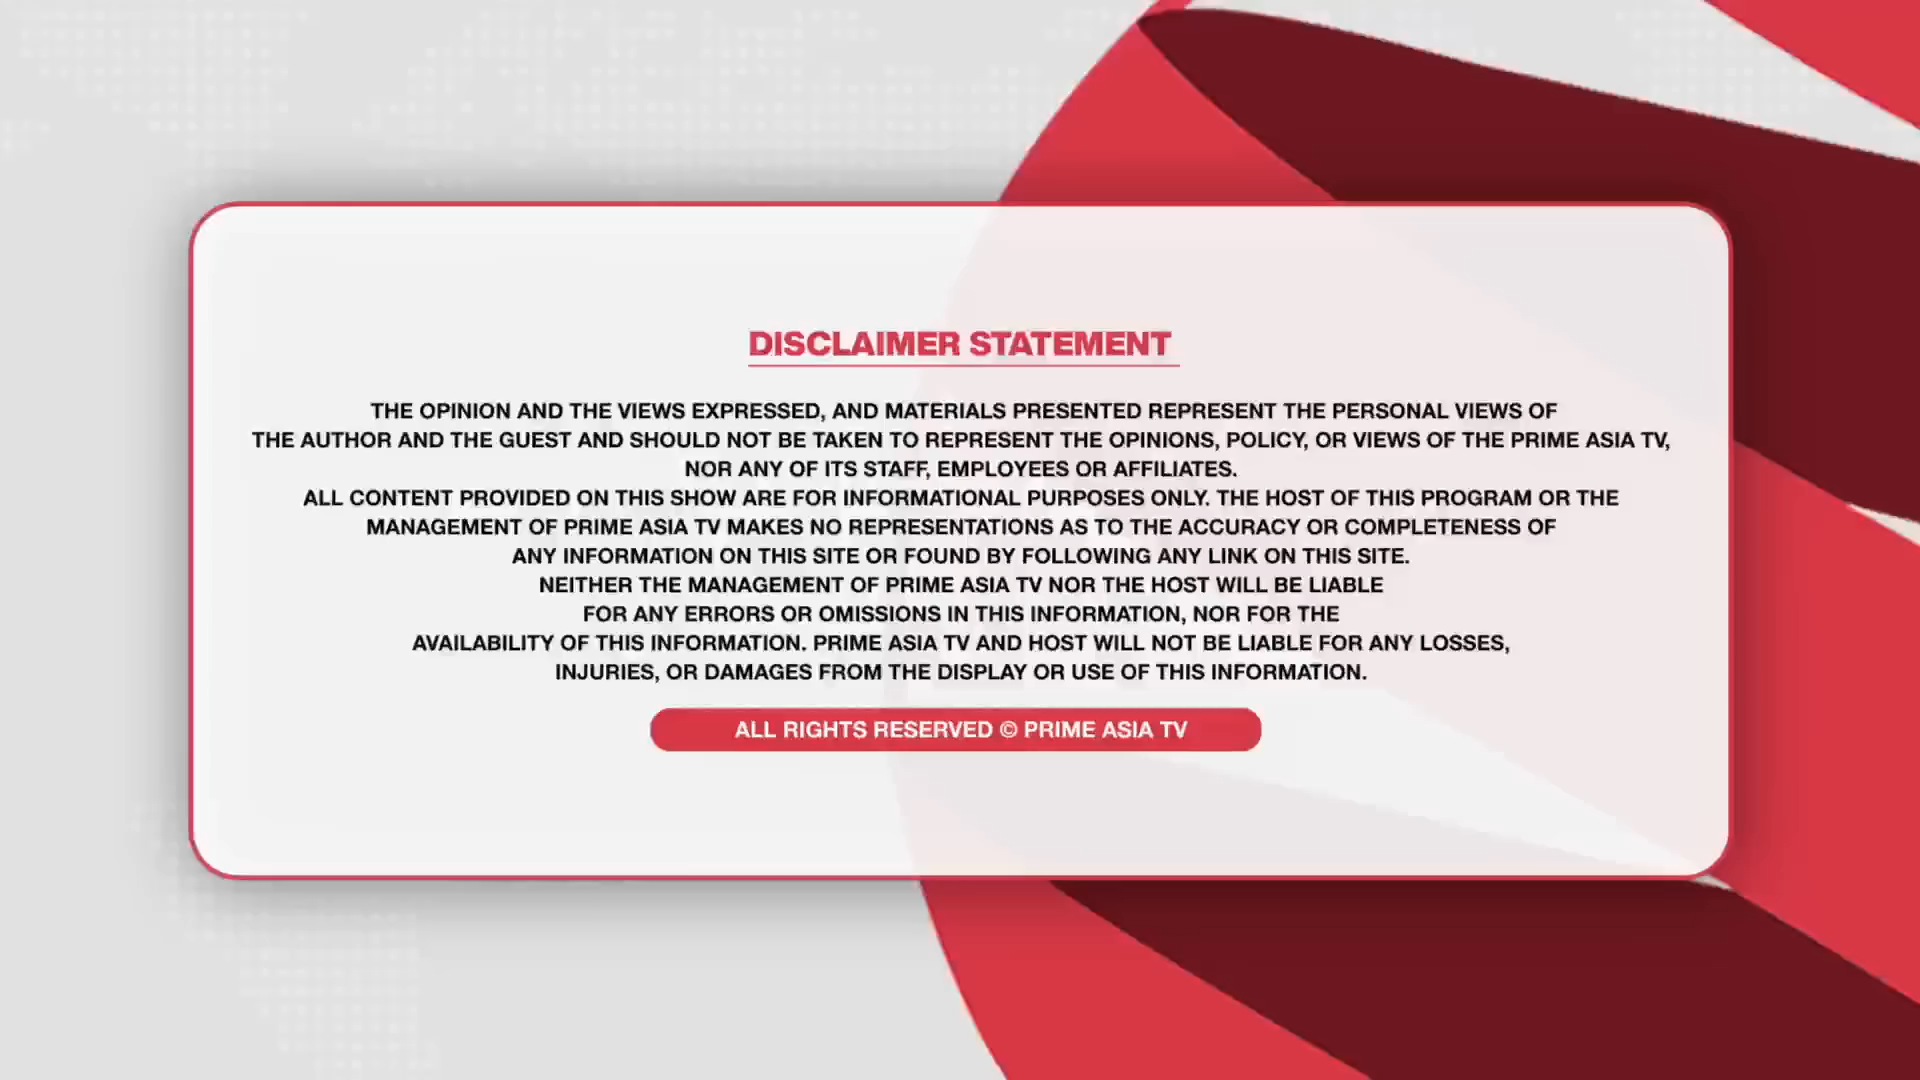 DISCLAIMER STATEMENT
THE OPINION AND THE VIEWS EXPRESSED, AND MATERIALS PRESENTED REPRESENT THE PERSONAL VIEWS OF
THE AUTHOR AND THE GUEST AND SHOULD NOT BE TAKEN TO REPRESENT THE OPINIONS, POLICY, OR VIEWS OF THE PRIME ASIA TV,
NOR ANY OF ITS STAFF, EMPLOYEES OR AFFILIATES.
ALL CONTENT PROVIDED ON THIS SHOW ARE FOR INFORMATIONAL PURPOSES ONLY. THE HOST OF THIS PROGRAM OR THE
MANAGEMENT OF PRIME ASIA TV MAKES NO REPRESENTATIONS AS TO THE ACCURACY OR COMPLETENESS OF
ANY INFORMATION ON THIS SITE OR FOUND BY FOLLOWING ANY LINK ON THIS SITE.
NEITHER THE MANAGEMENT OF PRIME ASIA TV NOR THE HOST WILL BE LIABLE
FOR ANY ERRORS OR OMISSIONS IN THIS INFORMATION, NOR FOR THE
AVAILABILITY OF THIS INFORMATION. PRIME ASIA TV AND HOST WILL NOT BE LIABLE FOR ANY LOSSES,
INJURIES, OR DAMAGES FROM THE DISPLAY OR USE OF THIS INFORMATION.
ALL RIGHTS RESERVED © PRIME ASIA TV